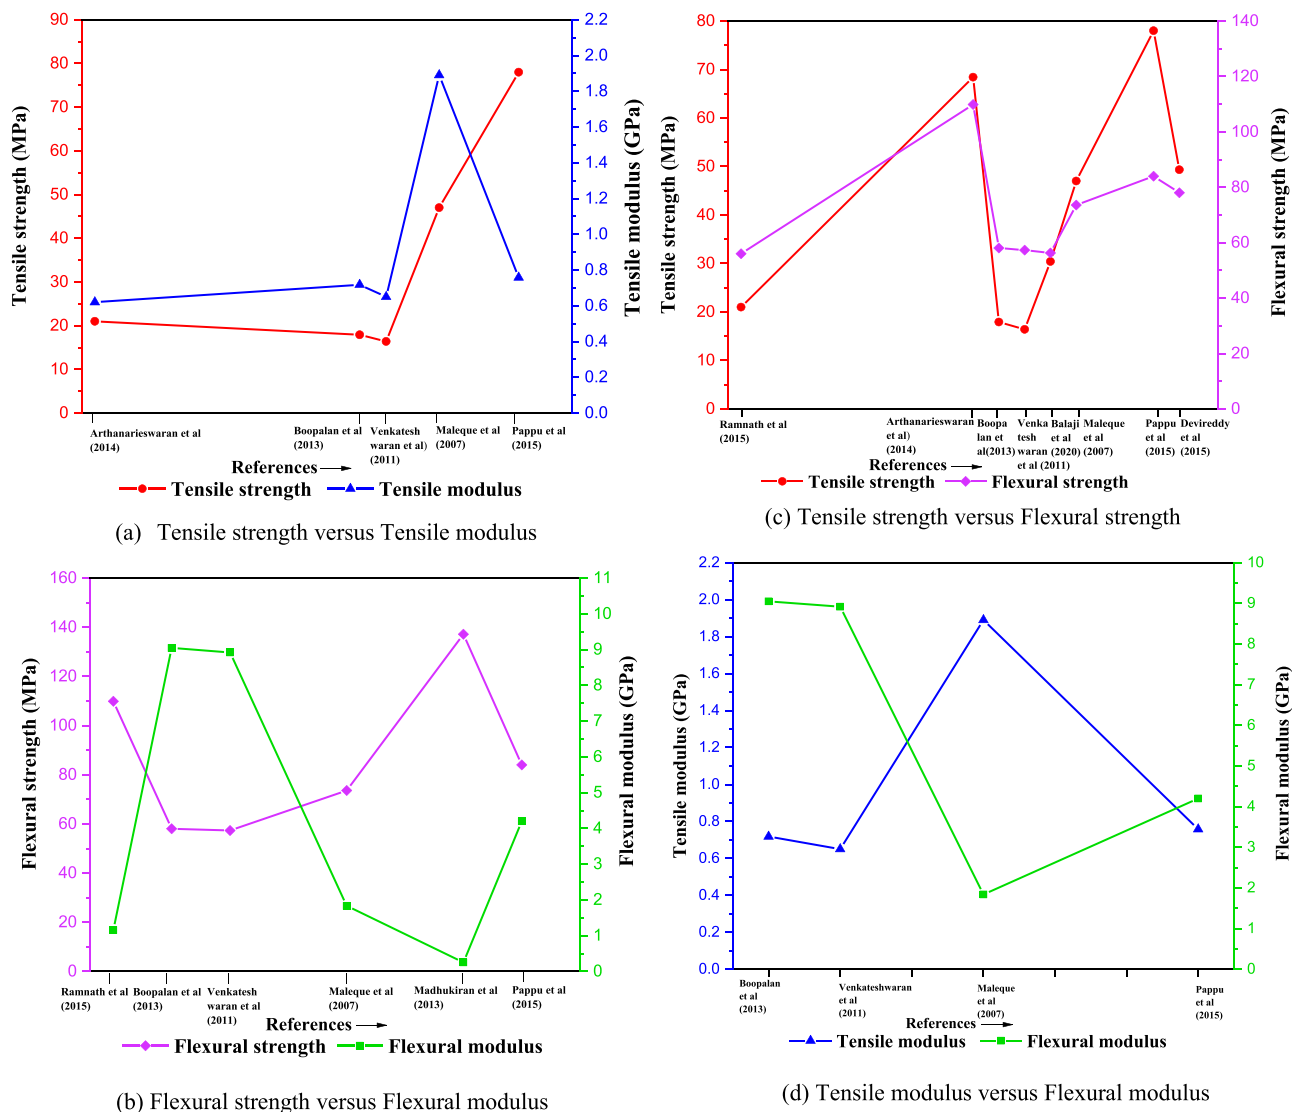 90
80
70
60
50
40
30
20
10
0
Tensile strength (MPa)
2.2
2.0
1.8
1.6
1.4
1.2
1.0
0.8
0.6
0.4
0.2
0.0
Tensile modulus (GPa)
Arthanarieswaran et al
(2014)
Boopalan et al
(2013)
Venkatesh
waran et al)
(2011)
Maleque et al
(2007)
Pappu et al
(2015)
References
Tensile strength
Tensile modulus
(a) Tensile strength versus Tensile modulus
80
70
60
50
40
30
20
10
0
Tensile strength (MPa)
140
120
100
80
60
40
20
0
Flexural strength (MPa)
Ramnath et al
(2015)
Arthanarieswaran
et al)
(2014)
Boopa
lan et
al(2013)
Venka
tesh
waran
et al (2011)
Balaji
et al
(2020)
Maleque
et al
(2007)
Pappu
et al
(2015)
Devireddy
et al
(2015)
References
Tensile strength
Flexural strength
(c) Tensile strength versus Flexural strength
160
140
120
100
80
60
40
20
0
Flexural strength (MPa)
11
10
9
8
7
6
5
4
3
2
1
0
Flexural modulus (GPa)
Ramnath et al
(2015)
Boopalan et al
(2013)
Venkatesh
waran et al
(2011)
Maleque et al
(2007)
Madhukiran et al
(2013)
Pappu et al
(2015)
References
Flexural strength
Flexural modulus
(b) Flexural strength versus Flexural modulus
2.2
2.0
1.8
1.6
1.4
1.2
1.0
0.8
0.6
0.4
0.2
0.0
Tensile modulus (GPa)
10
9
8
7
6
5
4
3
2
1
0
Flexural modulus (GPa)
Boopalan
et al
(2013)
Venkateshwaran
et al
(2011)
Maleque
et al
(2007)
Pappu
et al
(2015)
References
Tensile modulus
Flexural modulus
(d) Tensile modulus versus Flexural modulus